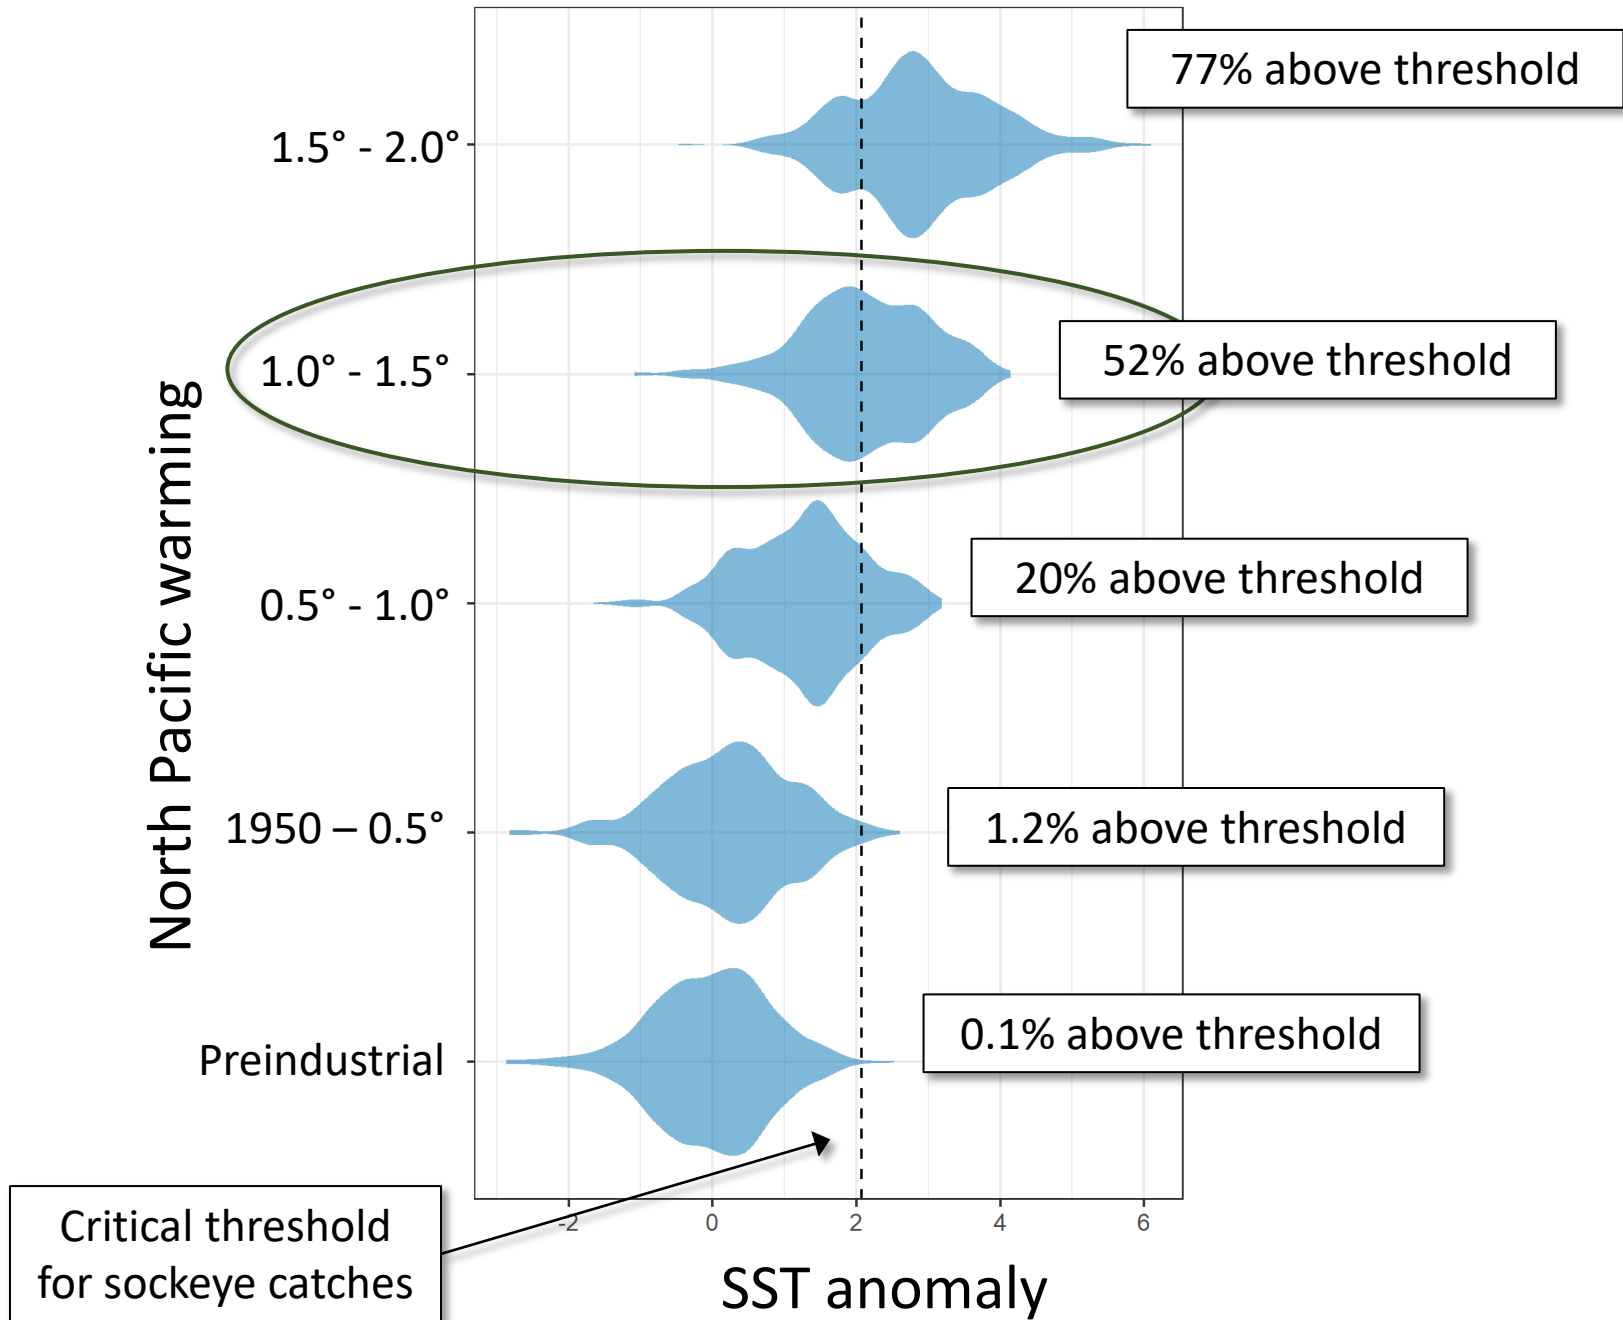 77% above threshold
1.5° - 2.0°
52% above threshold
1.0° - 1.5°
20% above threshold
0.5° - 1.0°
1.2% above threshold
1950 – 0.5°
0.1% above threshold
Preindustrial
North Pacific warming
Critical threshold
for sockeye catches
-2 0 2 4 6
SST anomaly